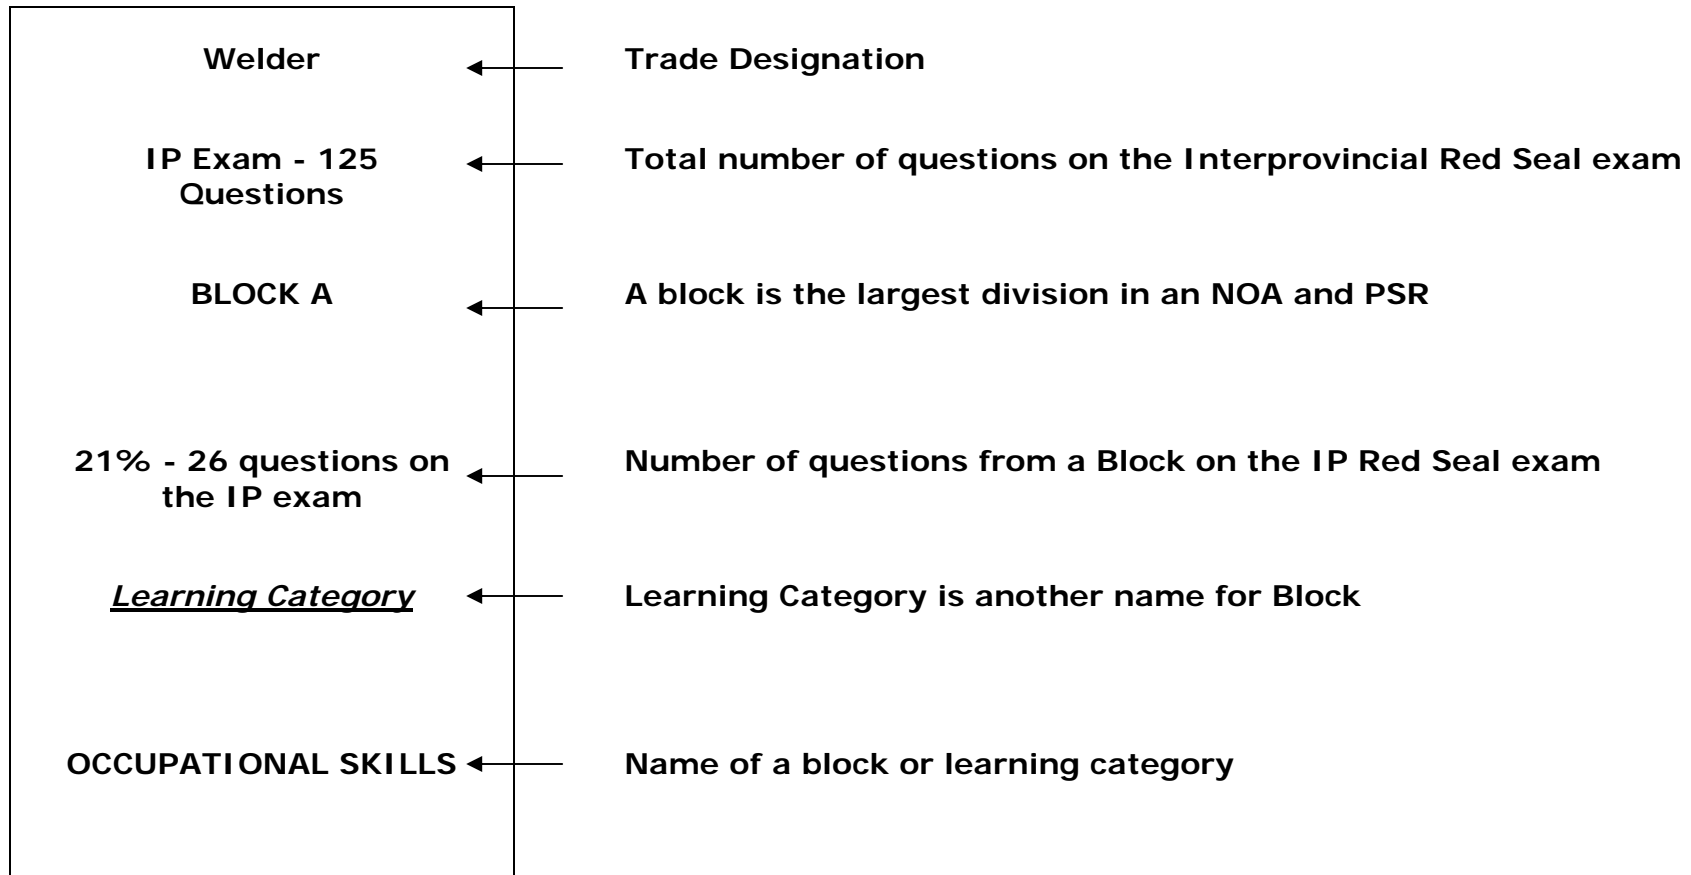 Welder
Trade Designation
IP Exam - 125
Questions
Total number of questions on the Interprovincial Red Seal exam
BLOCK A
A block is the largest division in an NOA and PSR
21% - 26 questions on
the IP exam
Number of questions from a Block on the IP Red Seal exam
Learning Category
Learning Category is another name for Block
OCCUPATIONAL SKILLS
Name of a block or learning category